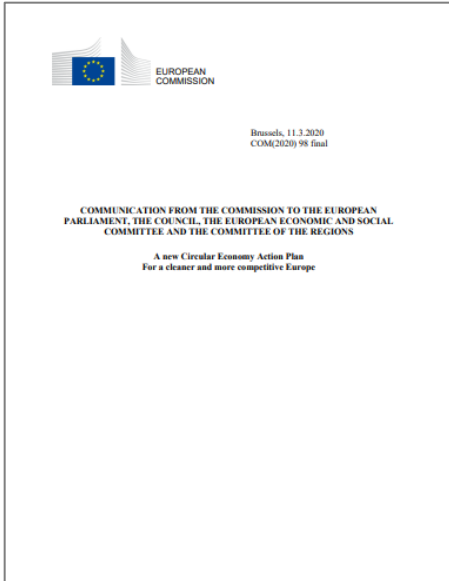 EUROPEAN
COMMISSION
Brussels, 11.3.2020
COM(2020) 98 final
COMMUNICATION FROM THE COMMISSION TO THE EUROPEAN
PARLIAMENT, THE COUNCIL, THE EUROPEAN ECONOMIC AND SOCIAL
COMMITTEE AND THE COMMITTEE OF THE REGIONS
A new Circular Economy Action Plan
For a cleaner and more competitive Europe